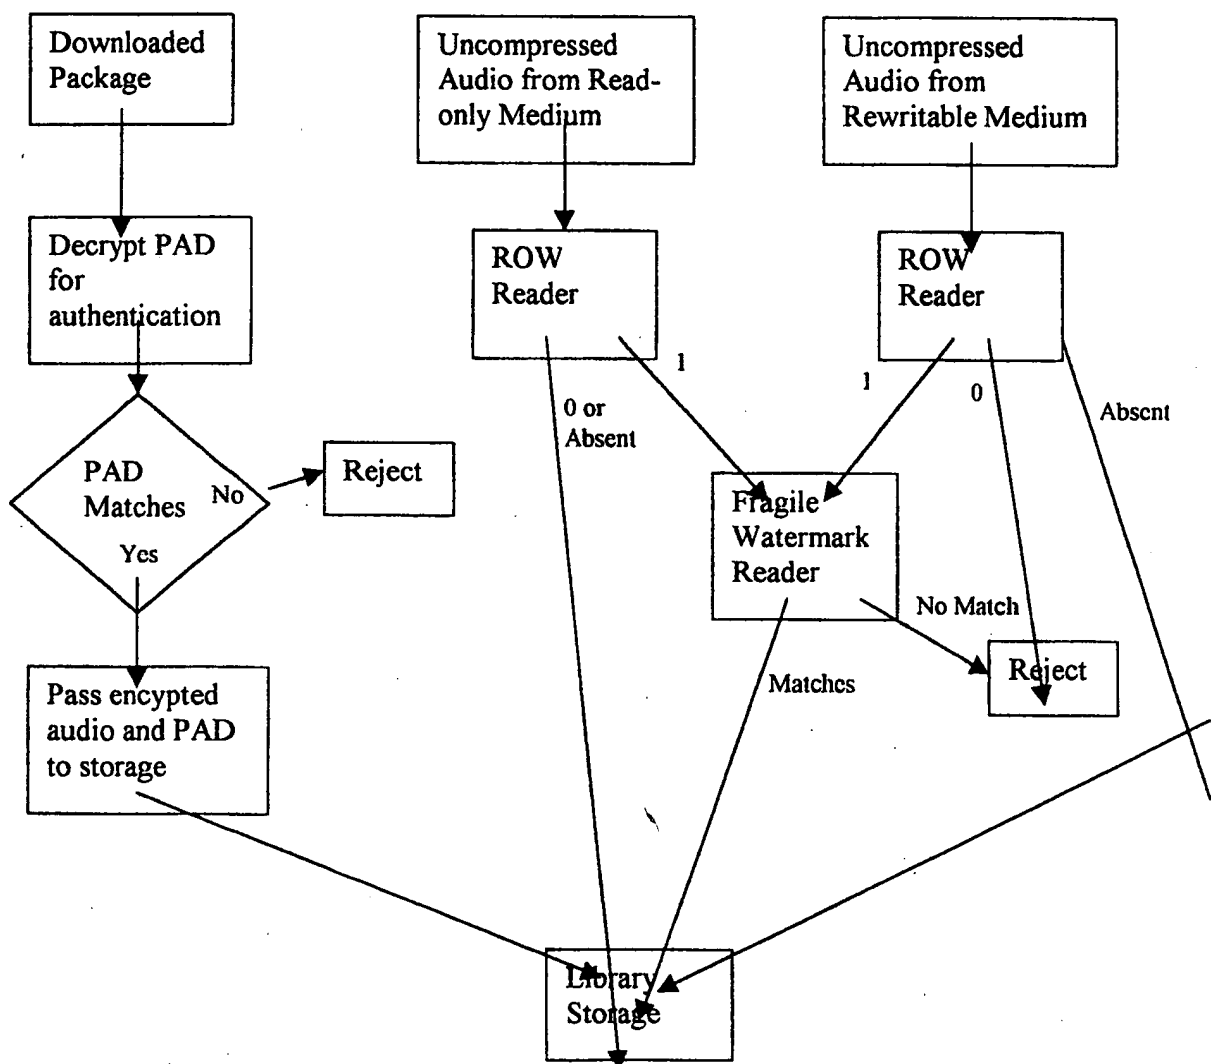 Downloaded
Package
Uncompressed
Audio from Read-
only Medium
Uncompressed
Audio from
Rewritable Medium
Decrypt PAD
for
authentication
ROW
Reader
ROW
Reader
1
0 or
Absent
1
0
Absent
PAD
Matches
No
Yes
Reject
Fragile
Watermark
Reader
No Match
Matches
Reject
Pass encypted
audio and PAD
to storage
Library
Storage